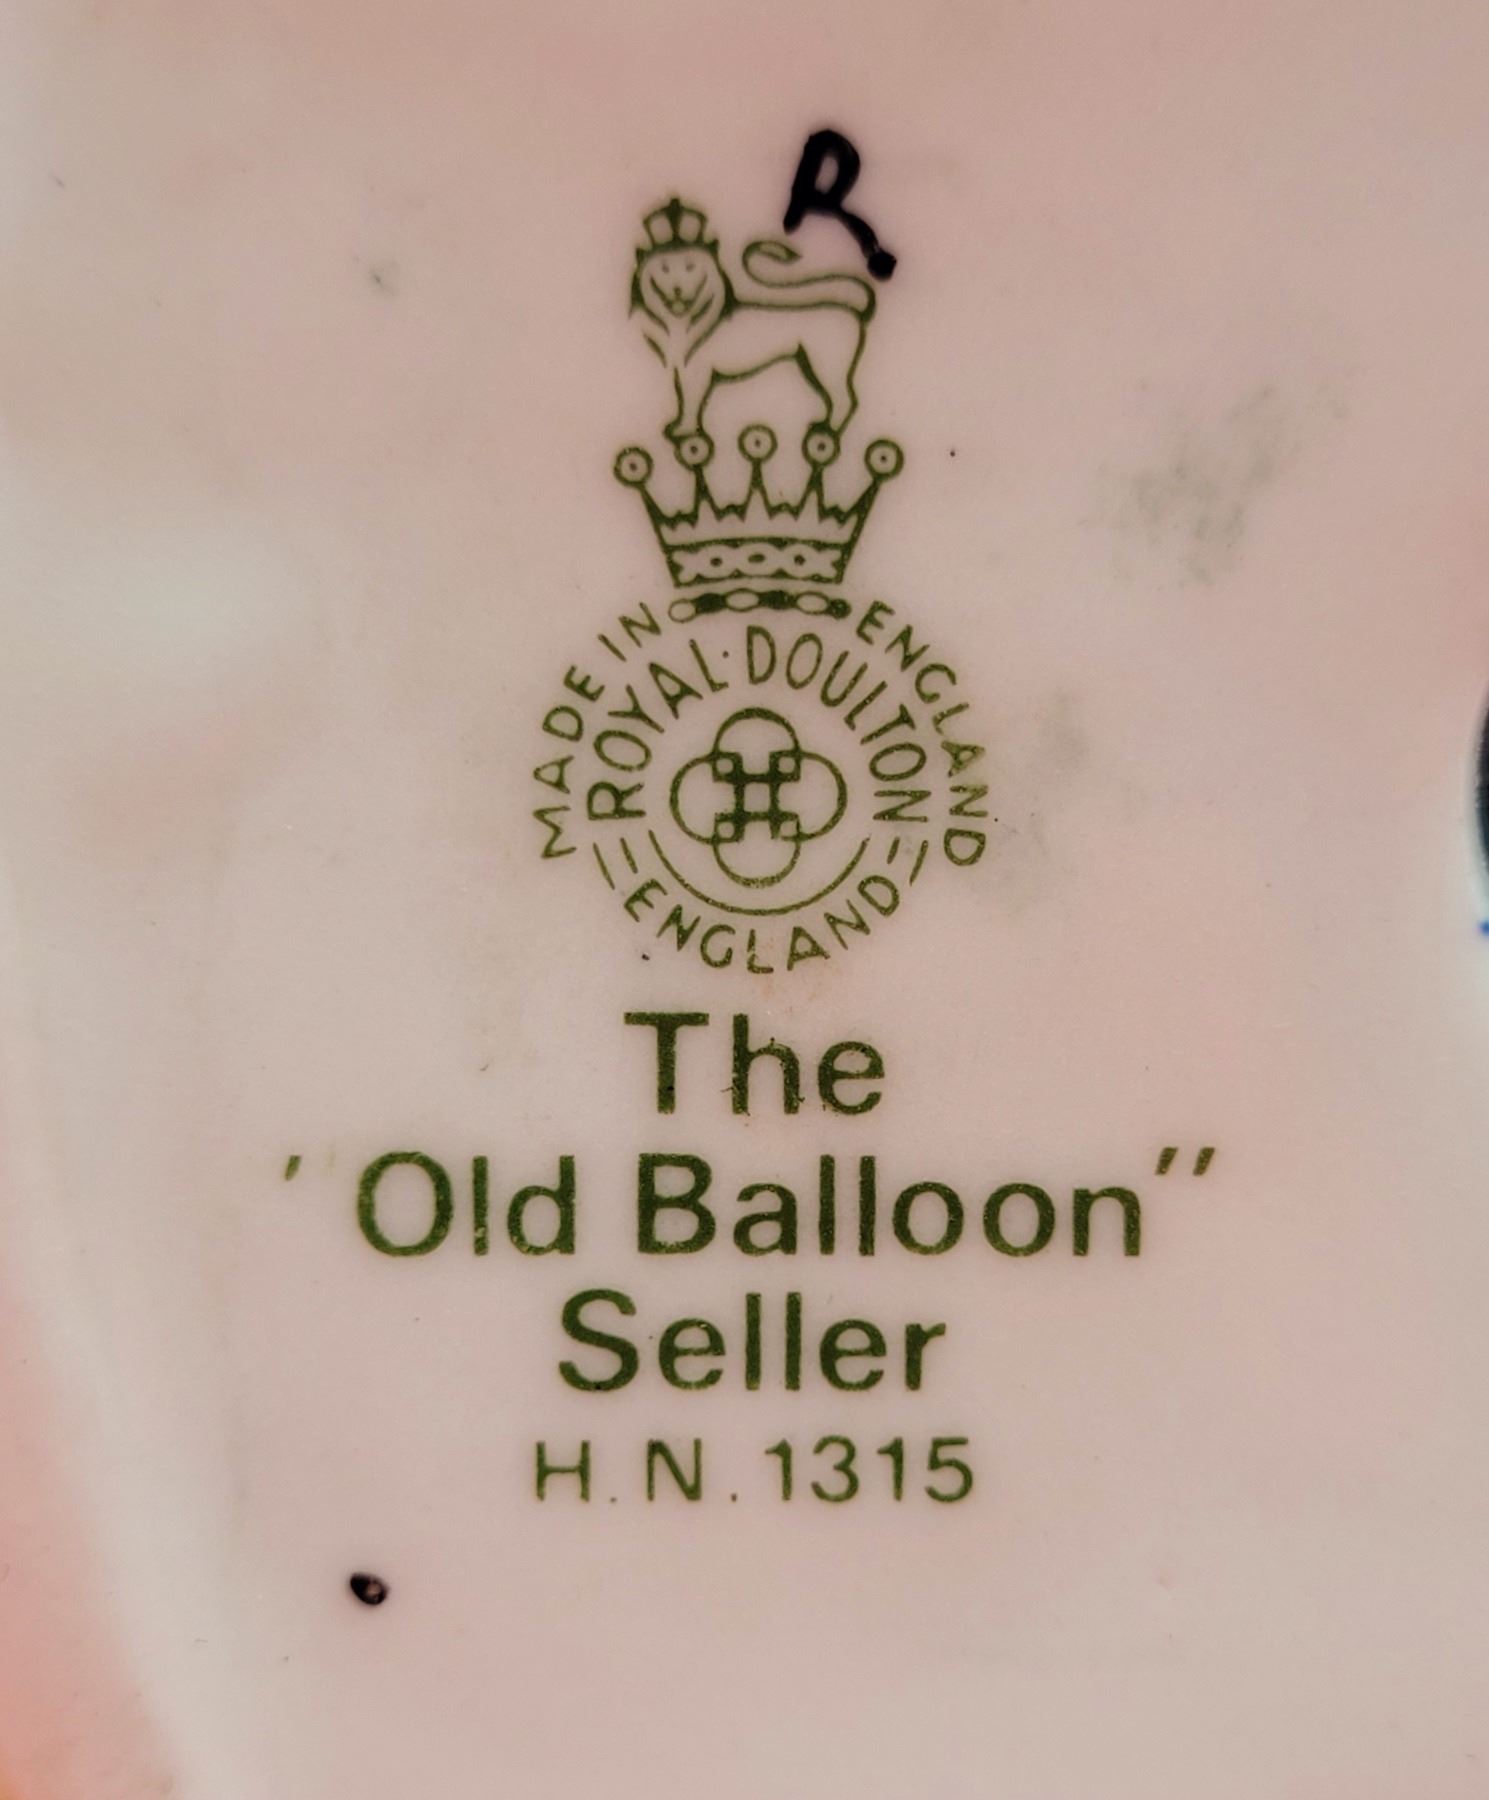 R.
MADE IN ENGLAND
ROYAL·DOULTON
ENGLAND
The
'Old Balloon''
Seller
H.N.1315